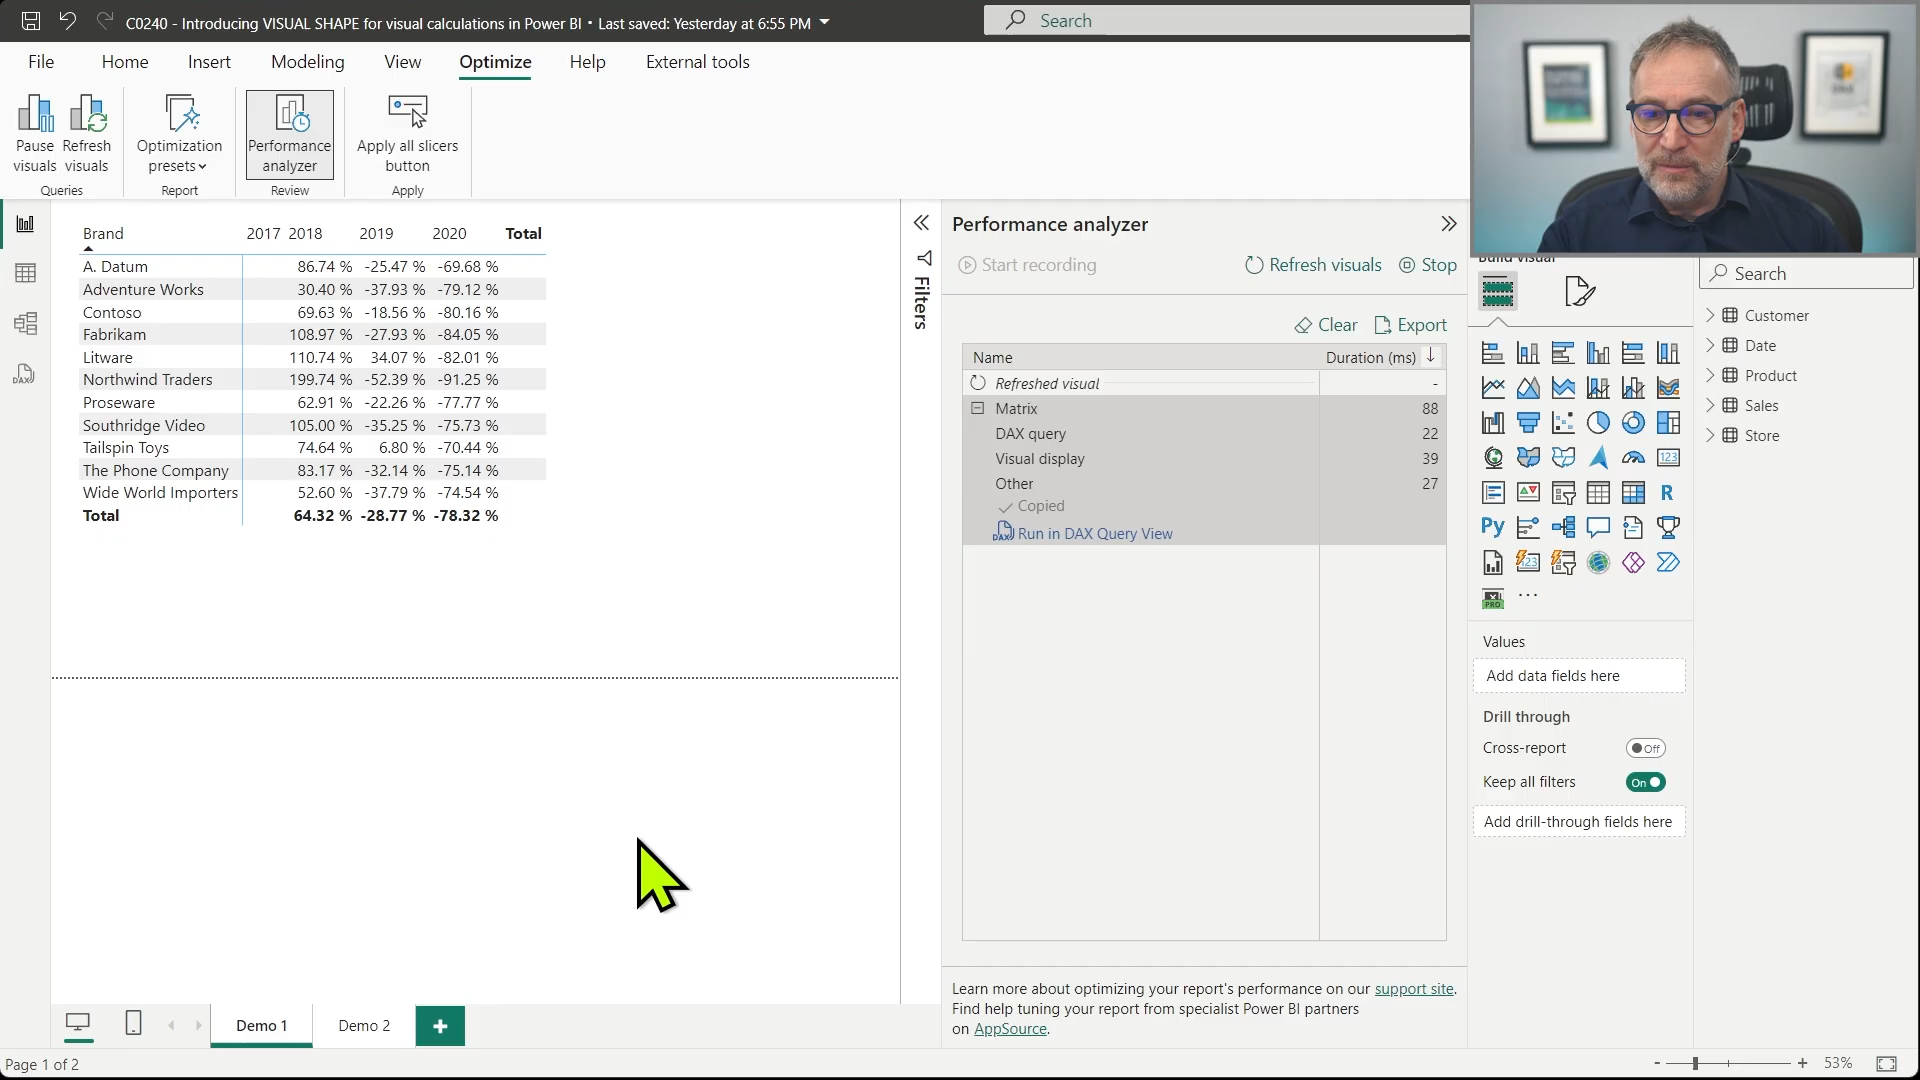 C0240 - Introducing VISUAL SHAPE for visual calculations in Power BI • Last saved: Yesterday at 6:55 PM
Search
File Home Insert Modeling View Optimize Help External tools
Pause visuals
Refresh visuals
Optimization presets
Performance analyzer
Apply all slicers button
Queries
Report
Review
Apply
Brand 2017 2018 2019 2020 Total
A. Datum 86.74 % -25.47 % -69.68 %
Adventure Works 30.40 % -37.93 % -79.12 %
Contoso 69.63 % -18.56 % -80.16 %
Fabrikam 108.97 % -27.93 % -84.05 %
Litware 110.74 % 34.07 % -82.01 %
Northwind Traders 199.74 % -52.39 % -91.25 %
Proseware 62.91 % -22.26 % -77.77 %
Southridge Video 105.00 % -35.25 % -75.73 %
Tailspin Toys 74.64 % 6.80 % -70.44 %
The Phone Company 83.17 % -32.14 % -75.14 %
Wide World Importers 52.60 % -37.79 % -74.54 %
Total 64.32 % -28.77 % -78.32 %
Filters
Performance analyzer
Start recording Refresh visuals Stop
Clear Export
Name Duration (ms)
Refreshed visual -
Matrix 88
DAX query 22
Visual display 39
Other 27
Copied
DAX Run in DAX Query View
Learn more about optimizing your report's performance on our support site.
Find help tuning your report from specialist Power BI partners
on AppSource.
Build visual
123
R
Py
123
PRO
...
Values
Add data fields here
Drill through
Cross-report Off
Keep all filters On
Add drill-through fields here
Search
Customer
Date
Product
Sales
Store
DAX
Demo 1 Demo 2 +
Page 1 of 2
- + 53%